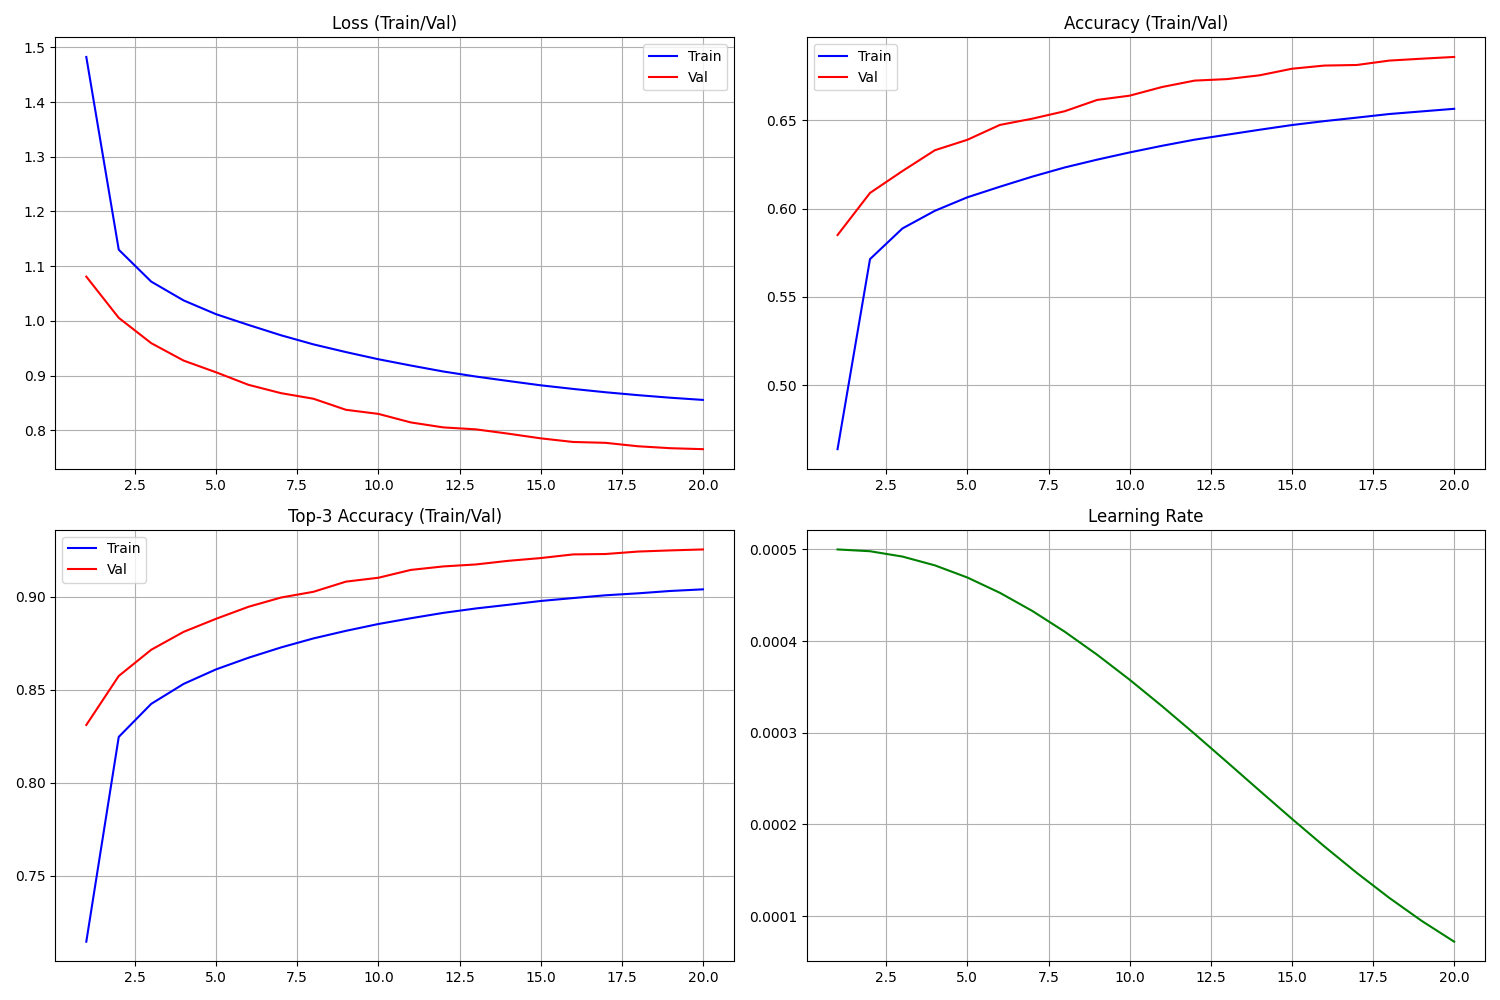 Loss (Train/Val)
1.5
1.4
1.3
1.2
1.1
1.0
0.9
0.8
Train
Val
2.5 5.0 7.5 10.0 12.5 15.0 17.5 20.0
Accuracy (Train/Val)
Train
Val
0.65
0.60
0.55
0.50
2.5 5.0 7.5 10.0 12.5 15.0 17.5 20.0
Top-3 Accuracy (Train/Val)
Train
Val
0.90
0.85
0.80
0.75
2.5 5.0 7.5 10.0 12.5 15.0 17.5 20.0
Learning Rate
0.0005
0.0004
0.0003
0.0002
0.0001
2.5 5.0 7.5 10.0 12.5 15.0 17.5 20.0